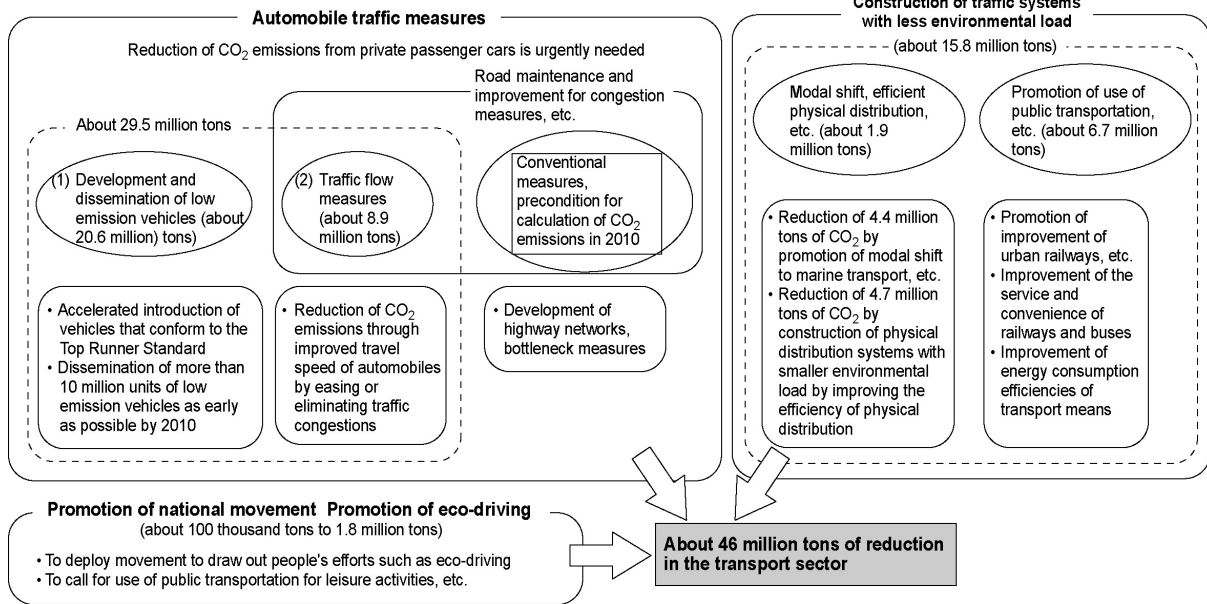 Automobile traffic measures
Reduction of CO2 emissions from private passenger cars is urgently needed
Road maintenance and
improvement for congestion
measures, etc.
About 29.5 million tons
(1) Development and
dissemination of low
emission vehicles (about
20.6 million) tons)
(2) Traffic flow
measures
(about 8.9
million tons)
Conventional
measures,
precondition for
calculation of CO2
emissions in 2010
• Accelerated introduction of
vehicles that conform to the
Top Runner Standard
• Dissemination of more than
10 million units of low
emission vehicles as early
as possible by 2010
• Reduction of CO2
emissions through
improved travel
speed of automobiles
by easing or
eliminating traffic
congestions
• Development of
highway networks,
bottleneck measures
Construction of traffic systems
with less environmental load
(about 15.8 million tons)
Modal shift, efficient
physical distribution,
etc. (about 1.9
million tons)
Promotion of use of
public transportation,
etc. (about 6.7 million
tons)
• Reduction of 4.4 million
tons of CO2 by
promotion of modal shift
to marine transport, etc.
• Reduction of 4.7 million
tons of CO2 by
construction of physical
distribution systems with
smaller environmental
load by improving the
efficiency of physical
distribution
• Promotion of
improvement of
urban railways, etc.
• Improvement of the
service and
convenience of
railways and buses
• Improvement of
energy consumption
efficiencies of
transport means
Promotion of national movement Promotion of eco-driving
(about 100 thousand tons to 1.8 million tons)
• To deploy movement to draw out people's efforts such as eco-driving
• To call for use of public transportation for leisure activities, etc.
About 46 million tons of reduction
in the transport sector